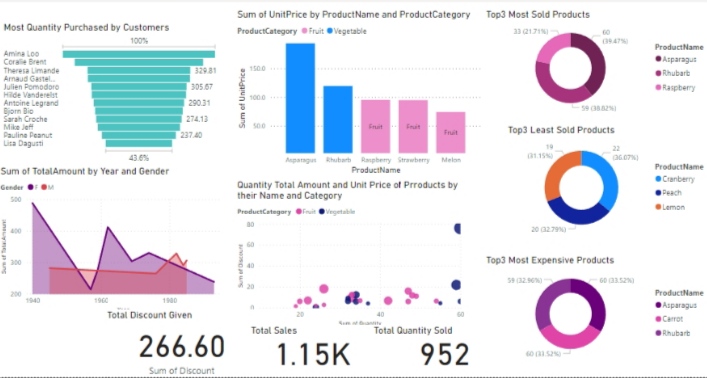 Most Quantity Purchased by Customers
100%
Amina Loo
Coralie Brent
Theresa Limande
329.81
Arnaud Gastel...
Julien Pomodoro
305.67
Hilde Vanderelst
Antoine Legrand
290.31
Bjorn Bio
Sarah Croche
274.13
Mike Jeff
Pauline Peanut
237.40
Lisa Dagusti
43.6%
Sum of TotalAmount by Year and Gender
Gender F M
Sum of TotalAmount
500
400
300
200
1940
1960
1980
Total Discount Given
266.60
Sum of Discount
Sum of UnitPrice by ProductName and ProductCategory
ProductCategory Fruit Vegetable
Sum of UnitPrice
150.0
50.0
Fruit
Fruit
Fruit
Asparagus
Rhubarb
Raspberry
Strawberry
Melon
ProductName
Quantity Total Amount and Unit Price of Prroducts by
their Name and Category
ProductCategory Fruit Vegetable
Sum of Discount
80
60
40
20
0
20
40
60
Sum of Quantity
Total Sales
1.15K
Total Quantity Sold
952
Top3 Most Sold Products
33 (21.71%)
60
(39.47%)
59 (38.82%)
ProductName
Asparagus
Rhubarb
Raspberry
Top3 Least Sold Products
19
(31.15%)
22
(36.07%)
20 (32.79%)
ProductName
Cranberry
Peach
Lemon
Top3 Most Expensive Products
59 (32.96%)
60 (33.52%)
60 (33.52%)
ProductName
Asparagus
Carrot
Rhubarb